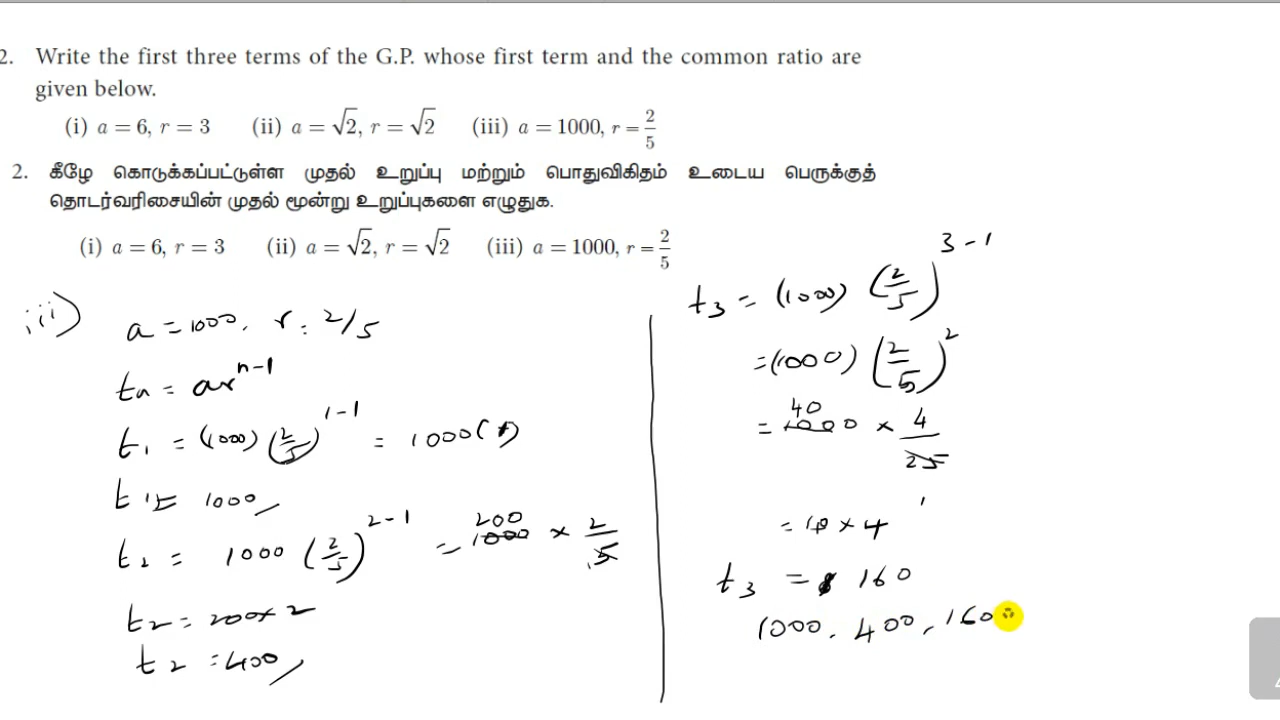 2. Write the first three terms of the G.P. whose first term and the common ratio are
given below.
(i) a = 6, r = 3 (ii) a = √2, r = √2 (iii) a = 1000, r = 2/5
2. கீழே கொடுக்கப்பட்டுள்ள முதல் உறுப்பு மற்றும் பொதுவிகிதம் உடைய பெருக்குத்
தொடர்வரிசையின் முதல் மூன்று உறுப்புகளை எழுதுக.
(i) a = 6, r = 3 (ii) a = √2, r = √2 (iii) a = 1000, r = 2/5
iii) a = 1000, r = 2/5
tn = ar^n-1
t1 = (1000) (2/5)^1-1 = 1000(1)
t1 = 1000
t2 = 1000 (2/5)^2-1 = 200 1000 × 2/5
t2 = 200 × 2
t2 = 400
t3 = (1000) (2/5)^3-1
= (1000) (2/5)^2
= 40 1000 × 4/25
× 4
t3 = 160
1000, 400, 160